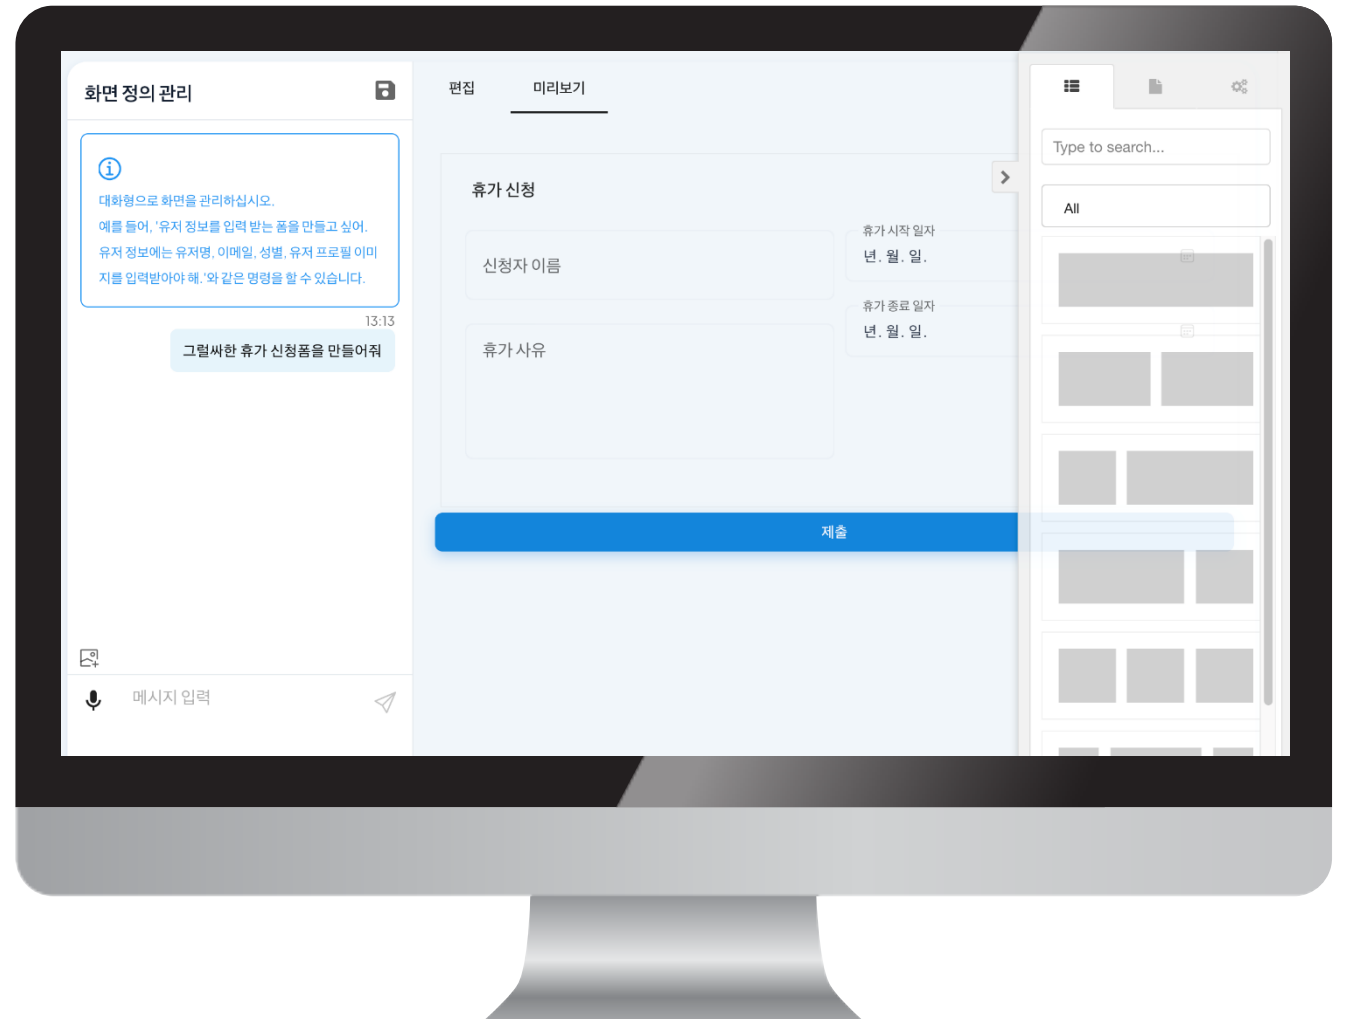 화면 정의 관리
대화형으로 화면을 관리하십시오.
예를 들어, '유저 정보를 입력 받는 폼을 만들고 싶어.
유저 정보에는 유저명, 이메일, 성별, 유저 프로필 이미
지를 입력받아야 해.'와 같은 명령을 할 수 있습니다.
13:13
그럴싸한 휴가 신청폼을 만들어줘
메시지 입력
편집
미리보기
휴가 신청
신청자 이름
휴가 사유
휴가 시작 일자
년. 월. 일.
휴가 종료 일자
년. 월. 일.
제출
Type to search...
All